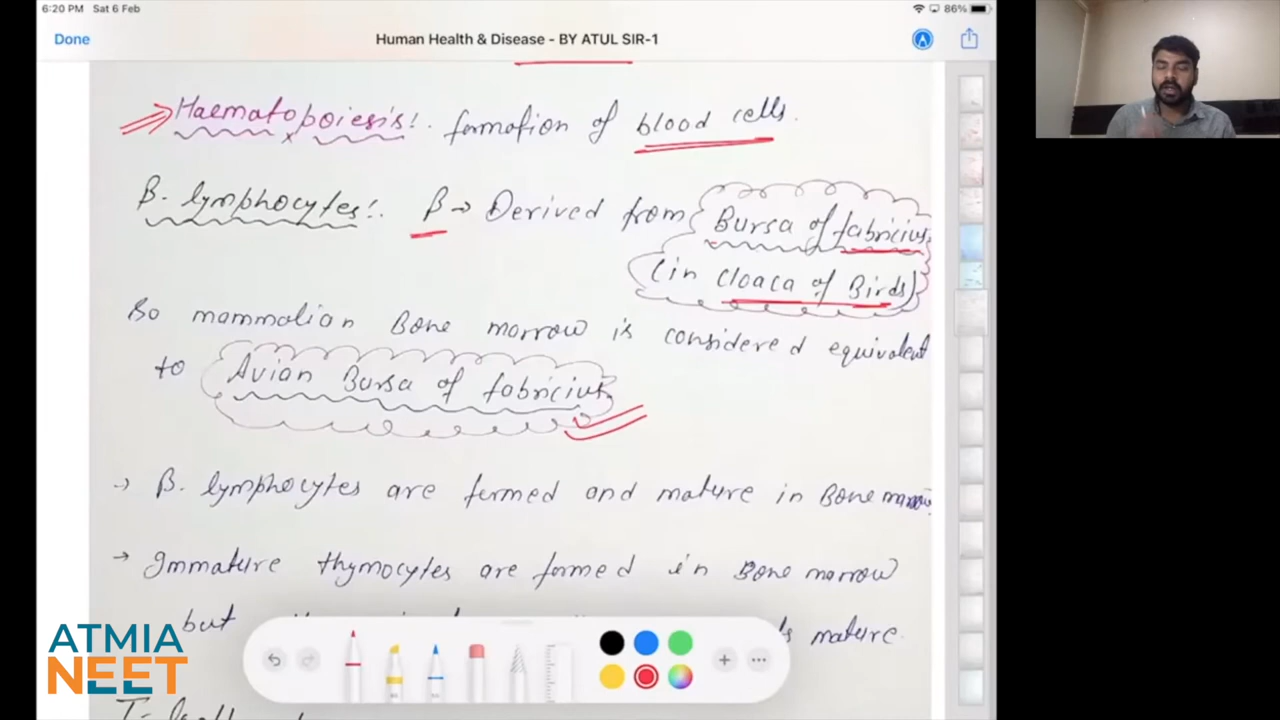 6:20 PM Sat 6 Feb
86%
Done
Human Health & Disease - BY ATUL SIR-1
Haematopoiesis!. formation of blood cells.
B. lymphocytes!. B → Derived from Bursa of fabricius
(in Cloaca of Birds)
So mammalian Bone marrow is considered equivalent
to Avian Bursa of fabricius.
→ B. lymphocytes are formed and mature in Bone marrow.
→ Immature thymocytes are formed in Bone marrow
but mature.
ATMIA
NEET